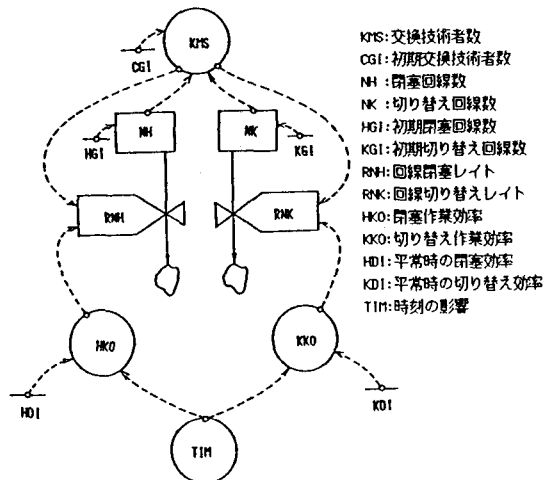 KMS
CGI
NH
NK
HGI
KGI
RNH
RNK
HKO
KKO
HDI
KDI
TIM
KMS:交換技術者数
CGI:初期交換技術者数
NH:閉塞回線数
NK:切り替え回線数
HGI:初期閉塞回線数
KGI:初期切り替え回線数
RNH:回線閉塞レイト
RNK:回線切り替えレイト
HKO:閉塞作業効率
KKO:切り替え作業効率
HDI:平常時の閉塞効率
KDI:平常時の切り替え効率
TIM:時刻の影響